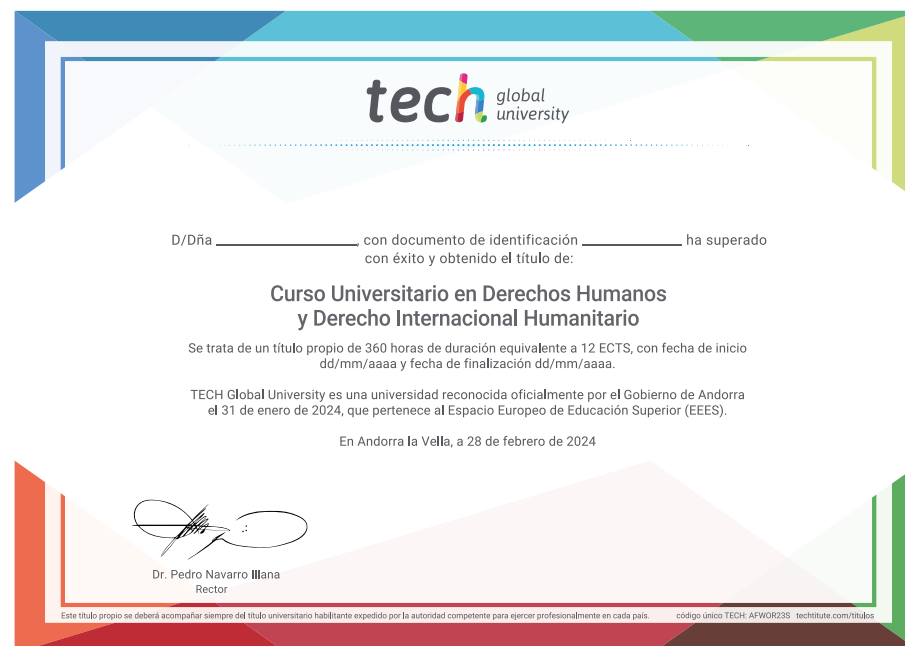 tech global university
D/Dña ____________________, con documento de identificación ______________ ha superado
con éxito y obtenido el título de:
Curso Universitario en Derechos Humanos
y Derecho Internacional Humanitario
Se trata de un título propio de 360 horas de duración equivalente a 12 ECTS, con fecha de inicio
dd/mm/aaaa y fecha de finalización dd/mm/aaaa.
TECH Global University es una universidad reconocida oficialmente por el Gobierno de Andorra
el 31 de enero de 2024, que pertenece al Espacio Europeo de Educación Superior (EEES).
En Andorra la Vella, a 28 de febrero de 2024
Dr. Pedro Navarro Illana
Rector
Este título propio se deberá acompañar siempre del título universitario habilitante expedido por la autoridad competente para ejercer profesionalmente en cada país. código único TECH: AFWOR23S techtitute.com/titulos